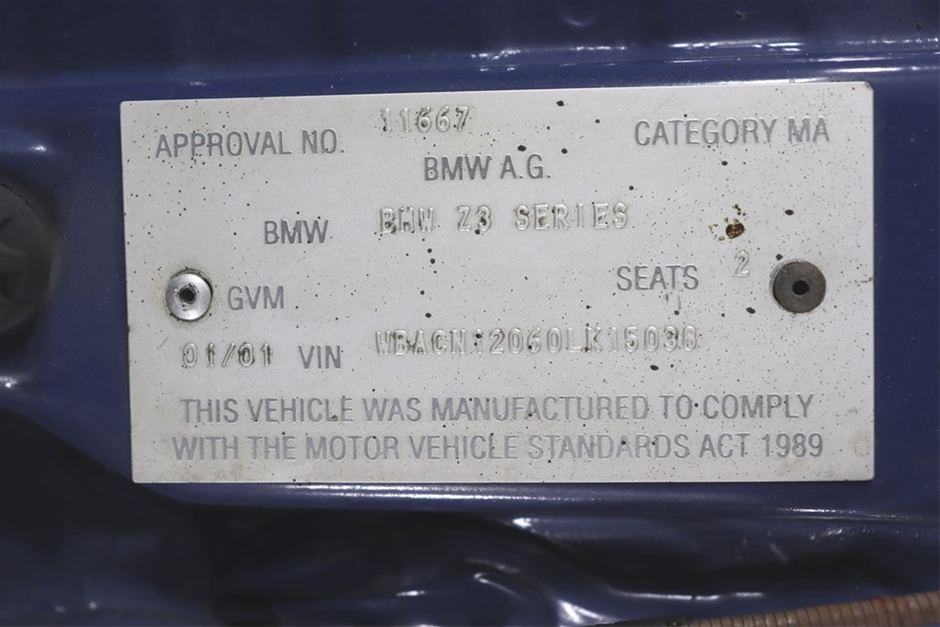 APPROVAL NO. 11667 CATEGORY MA
BMW A.G.
BMW BMW Z3 SERIES
SEATS 2
GVM
01/01 VIN WBACN12060LK15038
THIS VEHICLE WAS MANUFACTURED TO COMPLY
WITH THE MOTOR VEHICLE STANDARDS ACT 1989